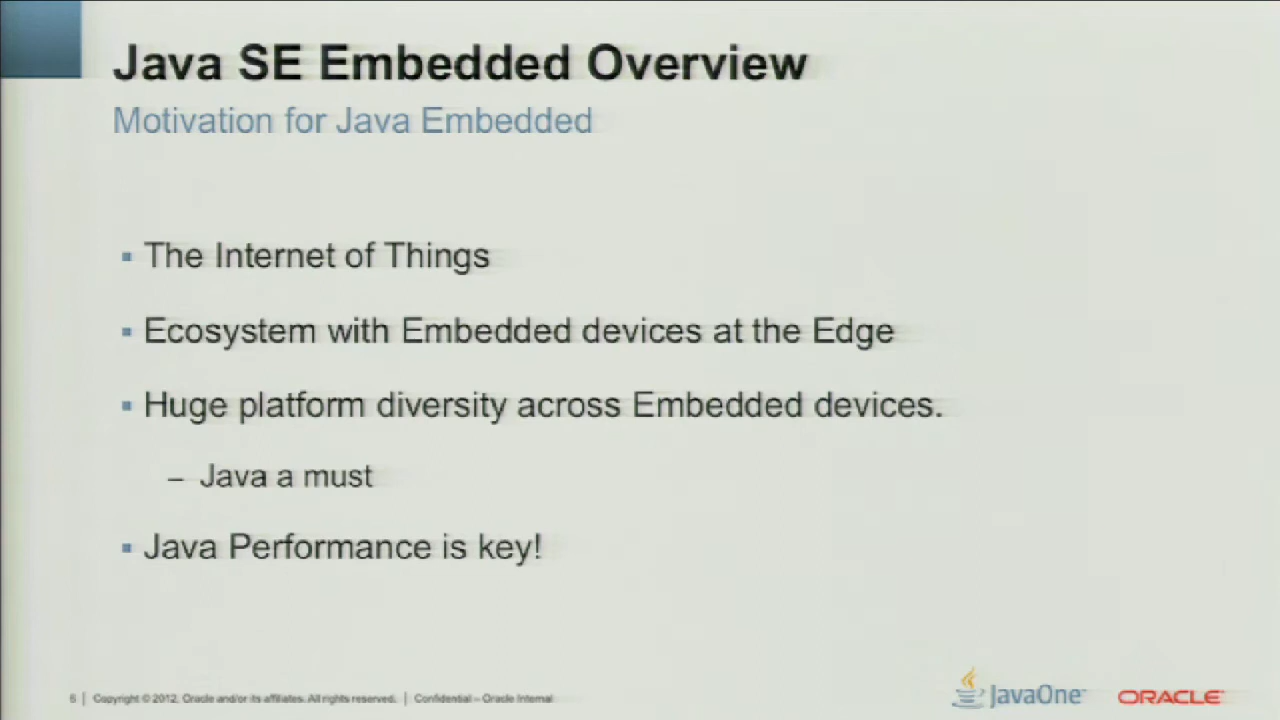 Java SE Embedded Overview
Motivation for Java Embedded
▪ The Internet of Things
▪ Ecosystem with Embedded devices at the Edge
▪ Huge platform diversity across Embedded devices.
– Java a must
▪ Java Performance is key!
6 | Copyright © 2012, Oracle and/or its affiliates. All rights reserved. | Confidential – Oracle Internal
JavaOne
ORACLE